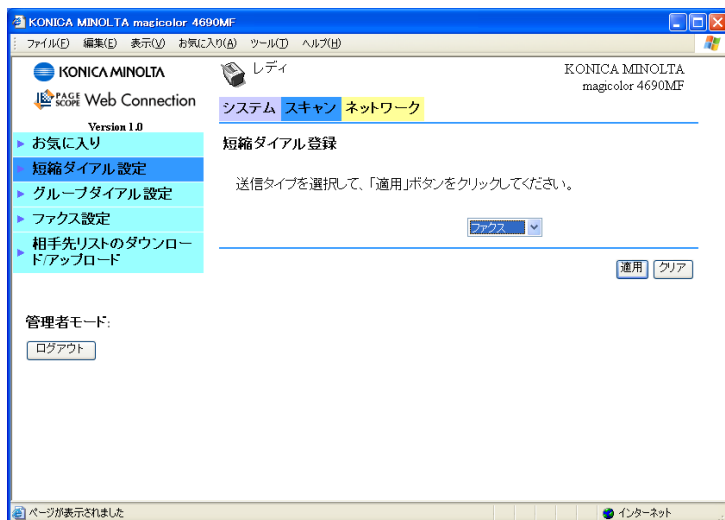 KONICA MINOLTA magicolor 4690MF
ファイル(F) 編集(E) 表示(V) お気に入り(A) ツール(T) ヘルプ(H)
KONICA MINOLTA
レディ
KONICA MINOLTA
magicolor 4690MF
PAGE SCOPE Web Connection
Version 1.0
システム スキャン ネットワーク
お気に入り
短縮ダイアル設定
グループダイアル設定
ファクス設定
相手先リストのダウンロー
ド/アップロード
短縮ダイアル登録
送信タイプを選択して、「適用」ボタンをクリックしてください。
ファクス
適用 クリア
管理者モード:
ログアウト
ページが表示されました
インターネット